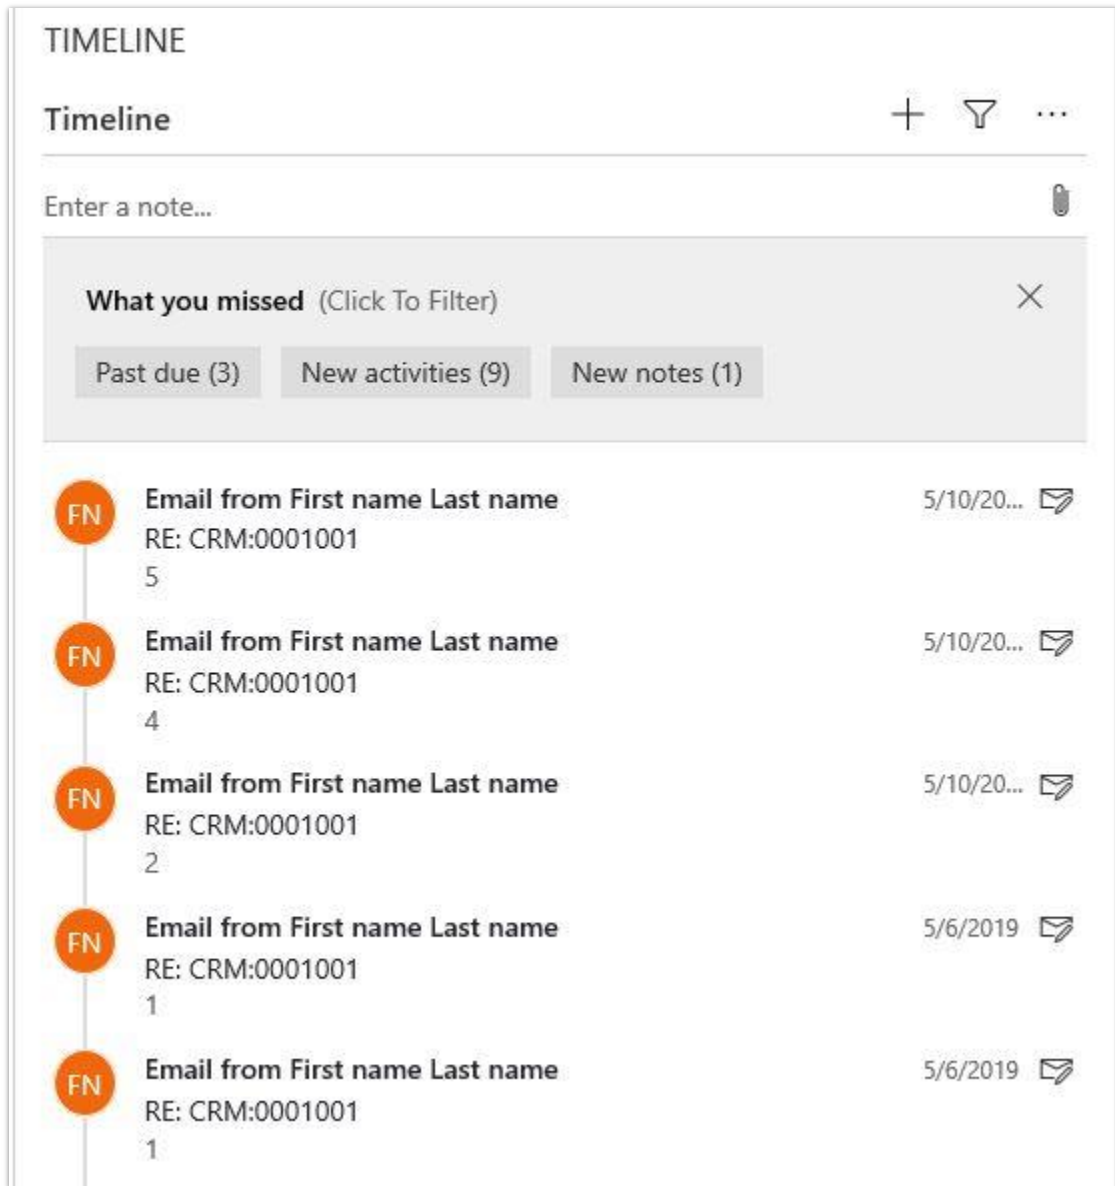 TIMELINE
Timeline
Enter a note...
What you missed (Click To Filter)
Past due (3) New activities (9) New notes (1)
FN Email from First name Last name 5/10/20...
RE: CRM:0001001
5
FN Email from First name Last name 5/10/20...
RE: CRM:0001001
4
FN Email from First name Last name 5/10/20...
RE: CRM:0001001
2
FN Email from First name Last name 5/6/2019
RE: CRM:0001001
1
FN Email from First name Last name 5/6/2019
RE: CRM:0001001
1